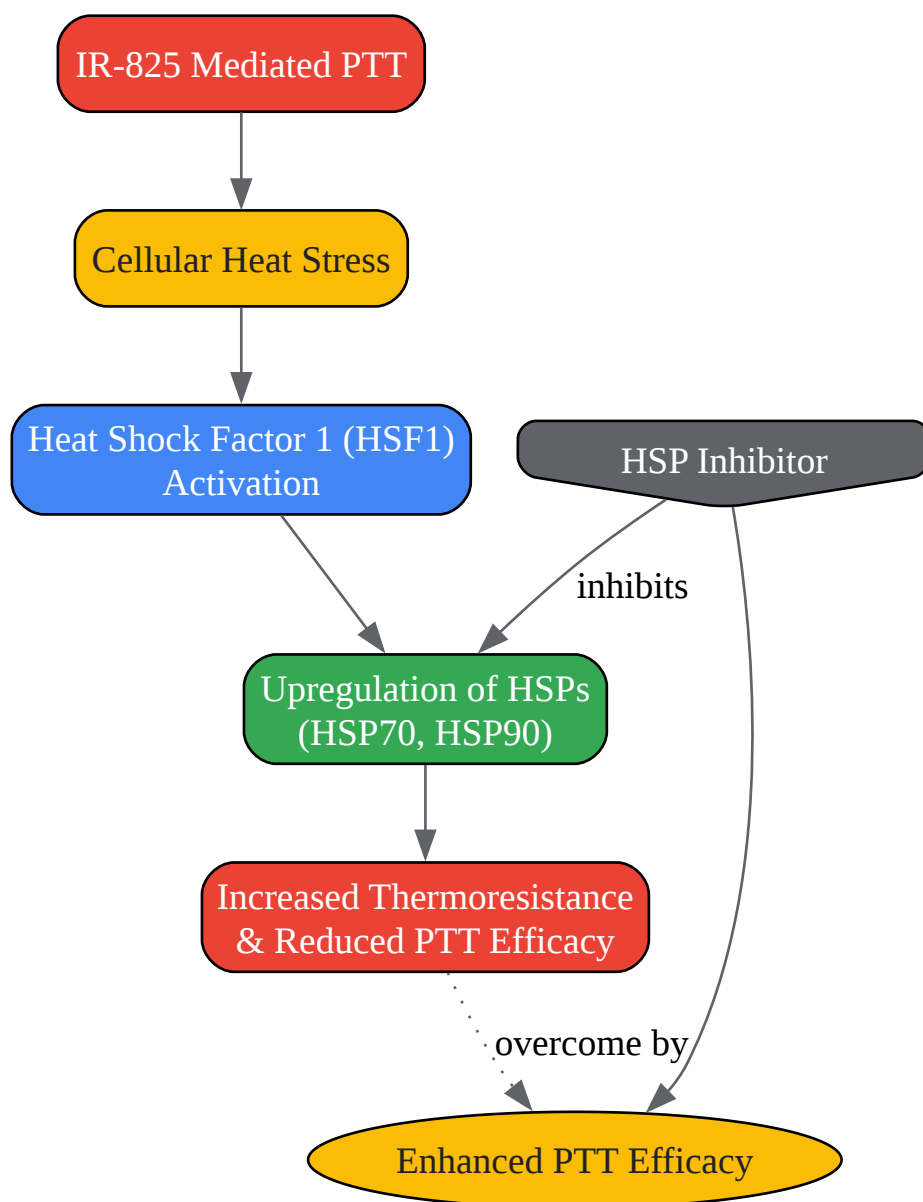 IR-825 Mediated PTT
Cellular Heat Stress
Heat Shock Factor 1 (HSF1)
Activation
HSP Inhibitor
inhibits
Upregulation of HSPs
(HSP70, HSP90)
Increased Thermoresistance
& Reduced PTT Efficacy
overcome by
Enhanced PTT Efficacy